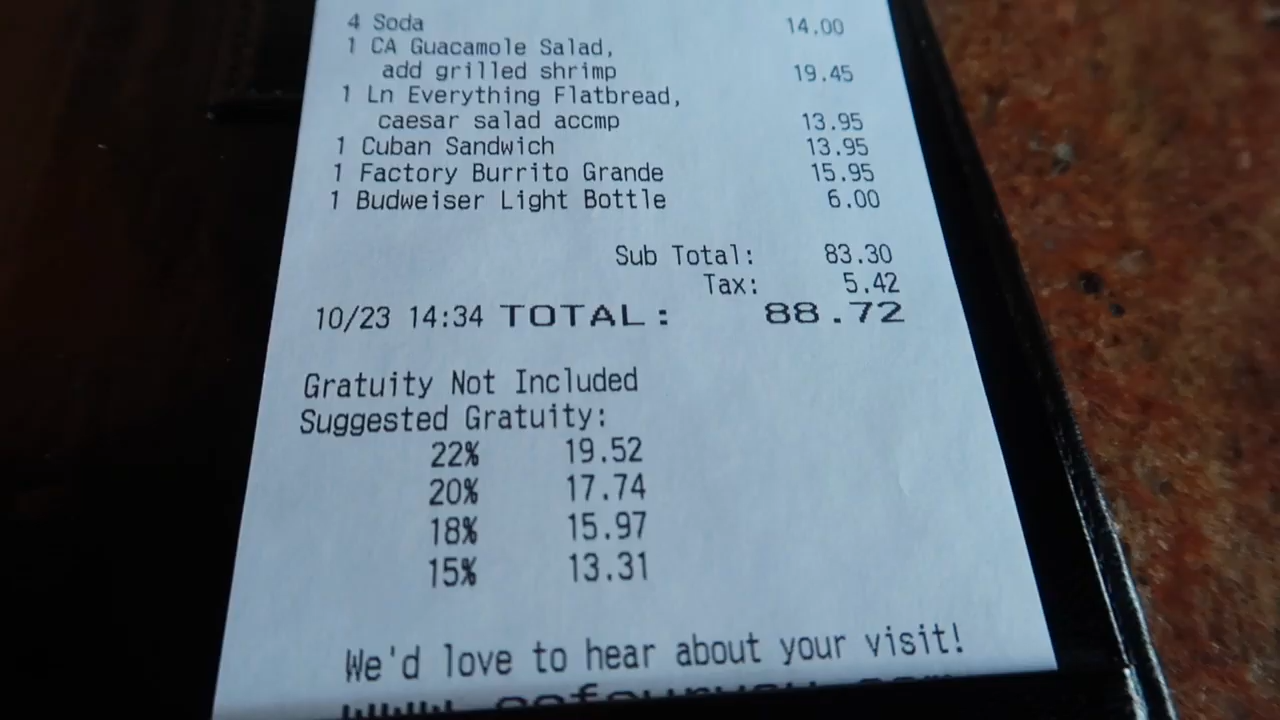 4 Soda 14.00
1 CA Guacamole Salad,
add grilled shrimp 19.45
1 Ln Everything Flatbread,
caesar salad accmp 13.95
1 Cuban Sandwich 13.95
1 Factory Burrito Grande 15.95
1 Budweiser Light Bottle 6.00
Sub Total: 83.30
Tax: 5.42
10/23 14:34 TOTAL: 88.72
Gratuity Not Included
Suggested Gratuity:
22% 19.52
20% 17.74
18% 15.97
15% 13.31
We'd love to hear about your visit!